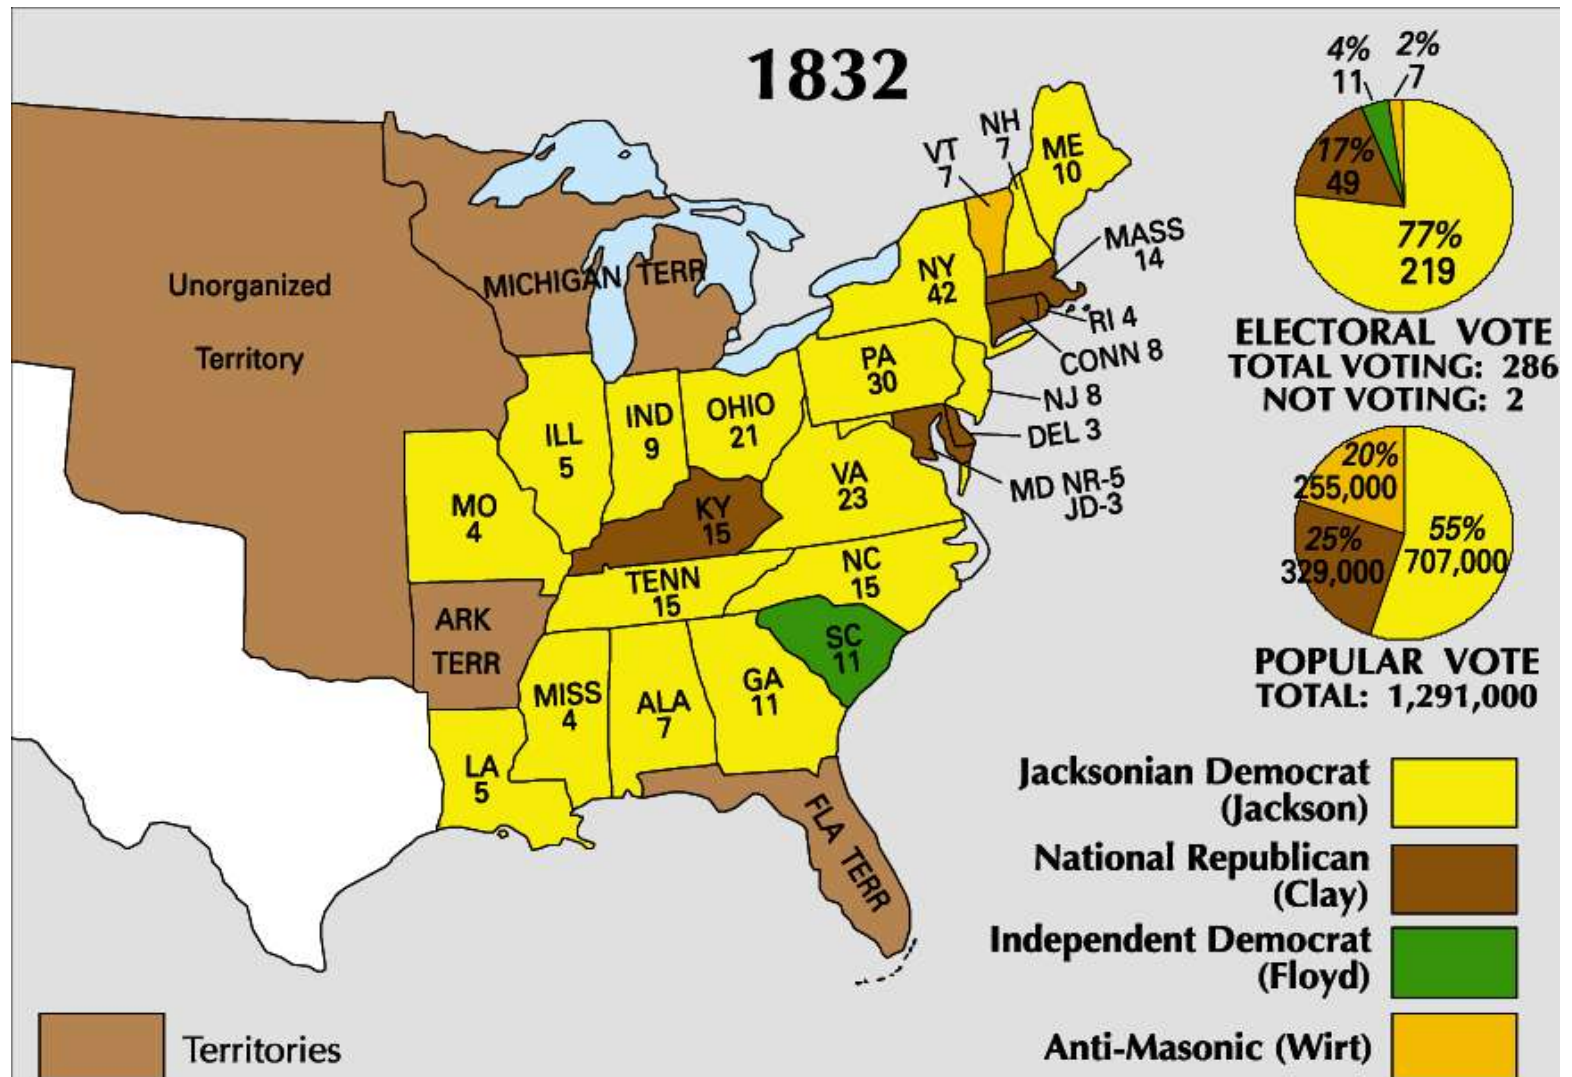 1832
4% 2%
11 7
17%
49
77%
219
ELECTORAL VOTE
TOTAL VOTING: 286
NOT VOTING: 2
20%
255,000
25%
329,000
55%
707,000
POPULAR VOTE
TOTAL: 1,291,000
Unorganized
Territory
MICHIGAN TERR
VT
7
NH
7
ME
10
MASS
14
NY
42
RI 4
CONN 8
PA
30
NJ 8
DEL 3
MD NR-5
JD-3
ILL
5
IND
9
OHIO
21
VA
23
MO
4
KY
15
TENN
15
NC
15
ARK
TERR
SC
11
MISS
4
ALA
7
GA
11
LA
5
FLA TERR
Jacksonian Democrat
(Jackson)
National Republican
(Clay)
Independent Democrat
(Floyd)
Anti-Masonic (Wirt)
Territories